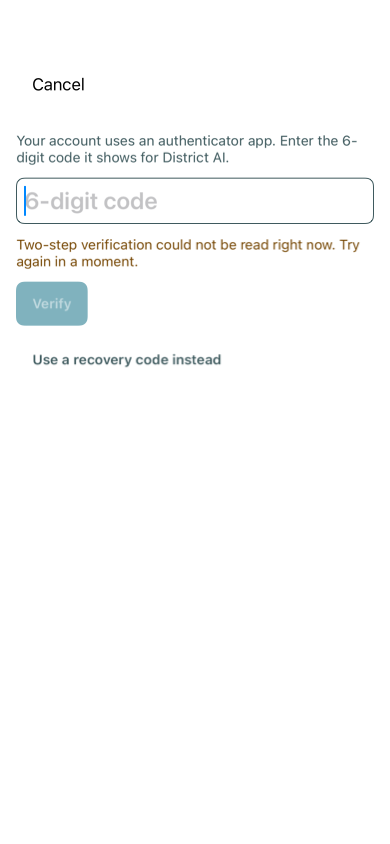 Cancel
Your account uses an authenticator app. Enter the 6-
digit code it shows for District AI.
6-digit code
Two-step verification could not be read right now. Try
again in a moment.
Verify
Use a recovery code instead